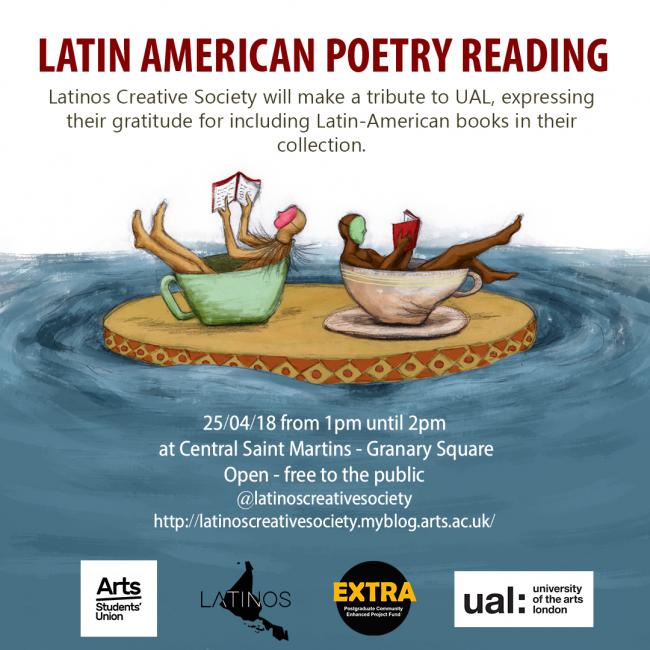 LATIN AMERICAN POETRY READING
Latinos Creative Society will make a tribute to UAL, expressing
their gratitude for including Latin-American books in their
collection.
25/04/18 from 1pm until 2pm
at Central Saint Martins - Granary Square
Open - free to the public
@latinoscreativesociety
http://latinoscreativesociety.myblog.arts.ac.uk/
Arts
Students'
Union
LATINOS
EXTRA
Postgraduate Community
Enhanced Project Fund
ual:
university
of the arts
london